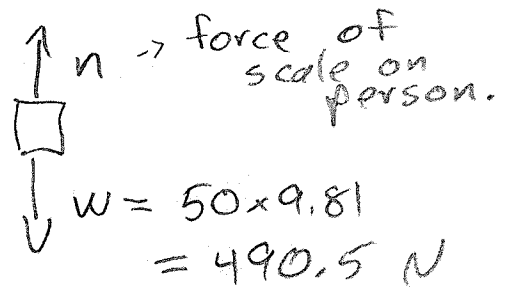 n -> force of
scale on
person.
w = 50×9.81
= 490.5 N